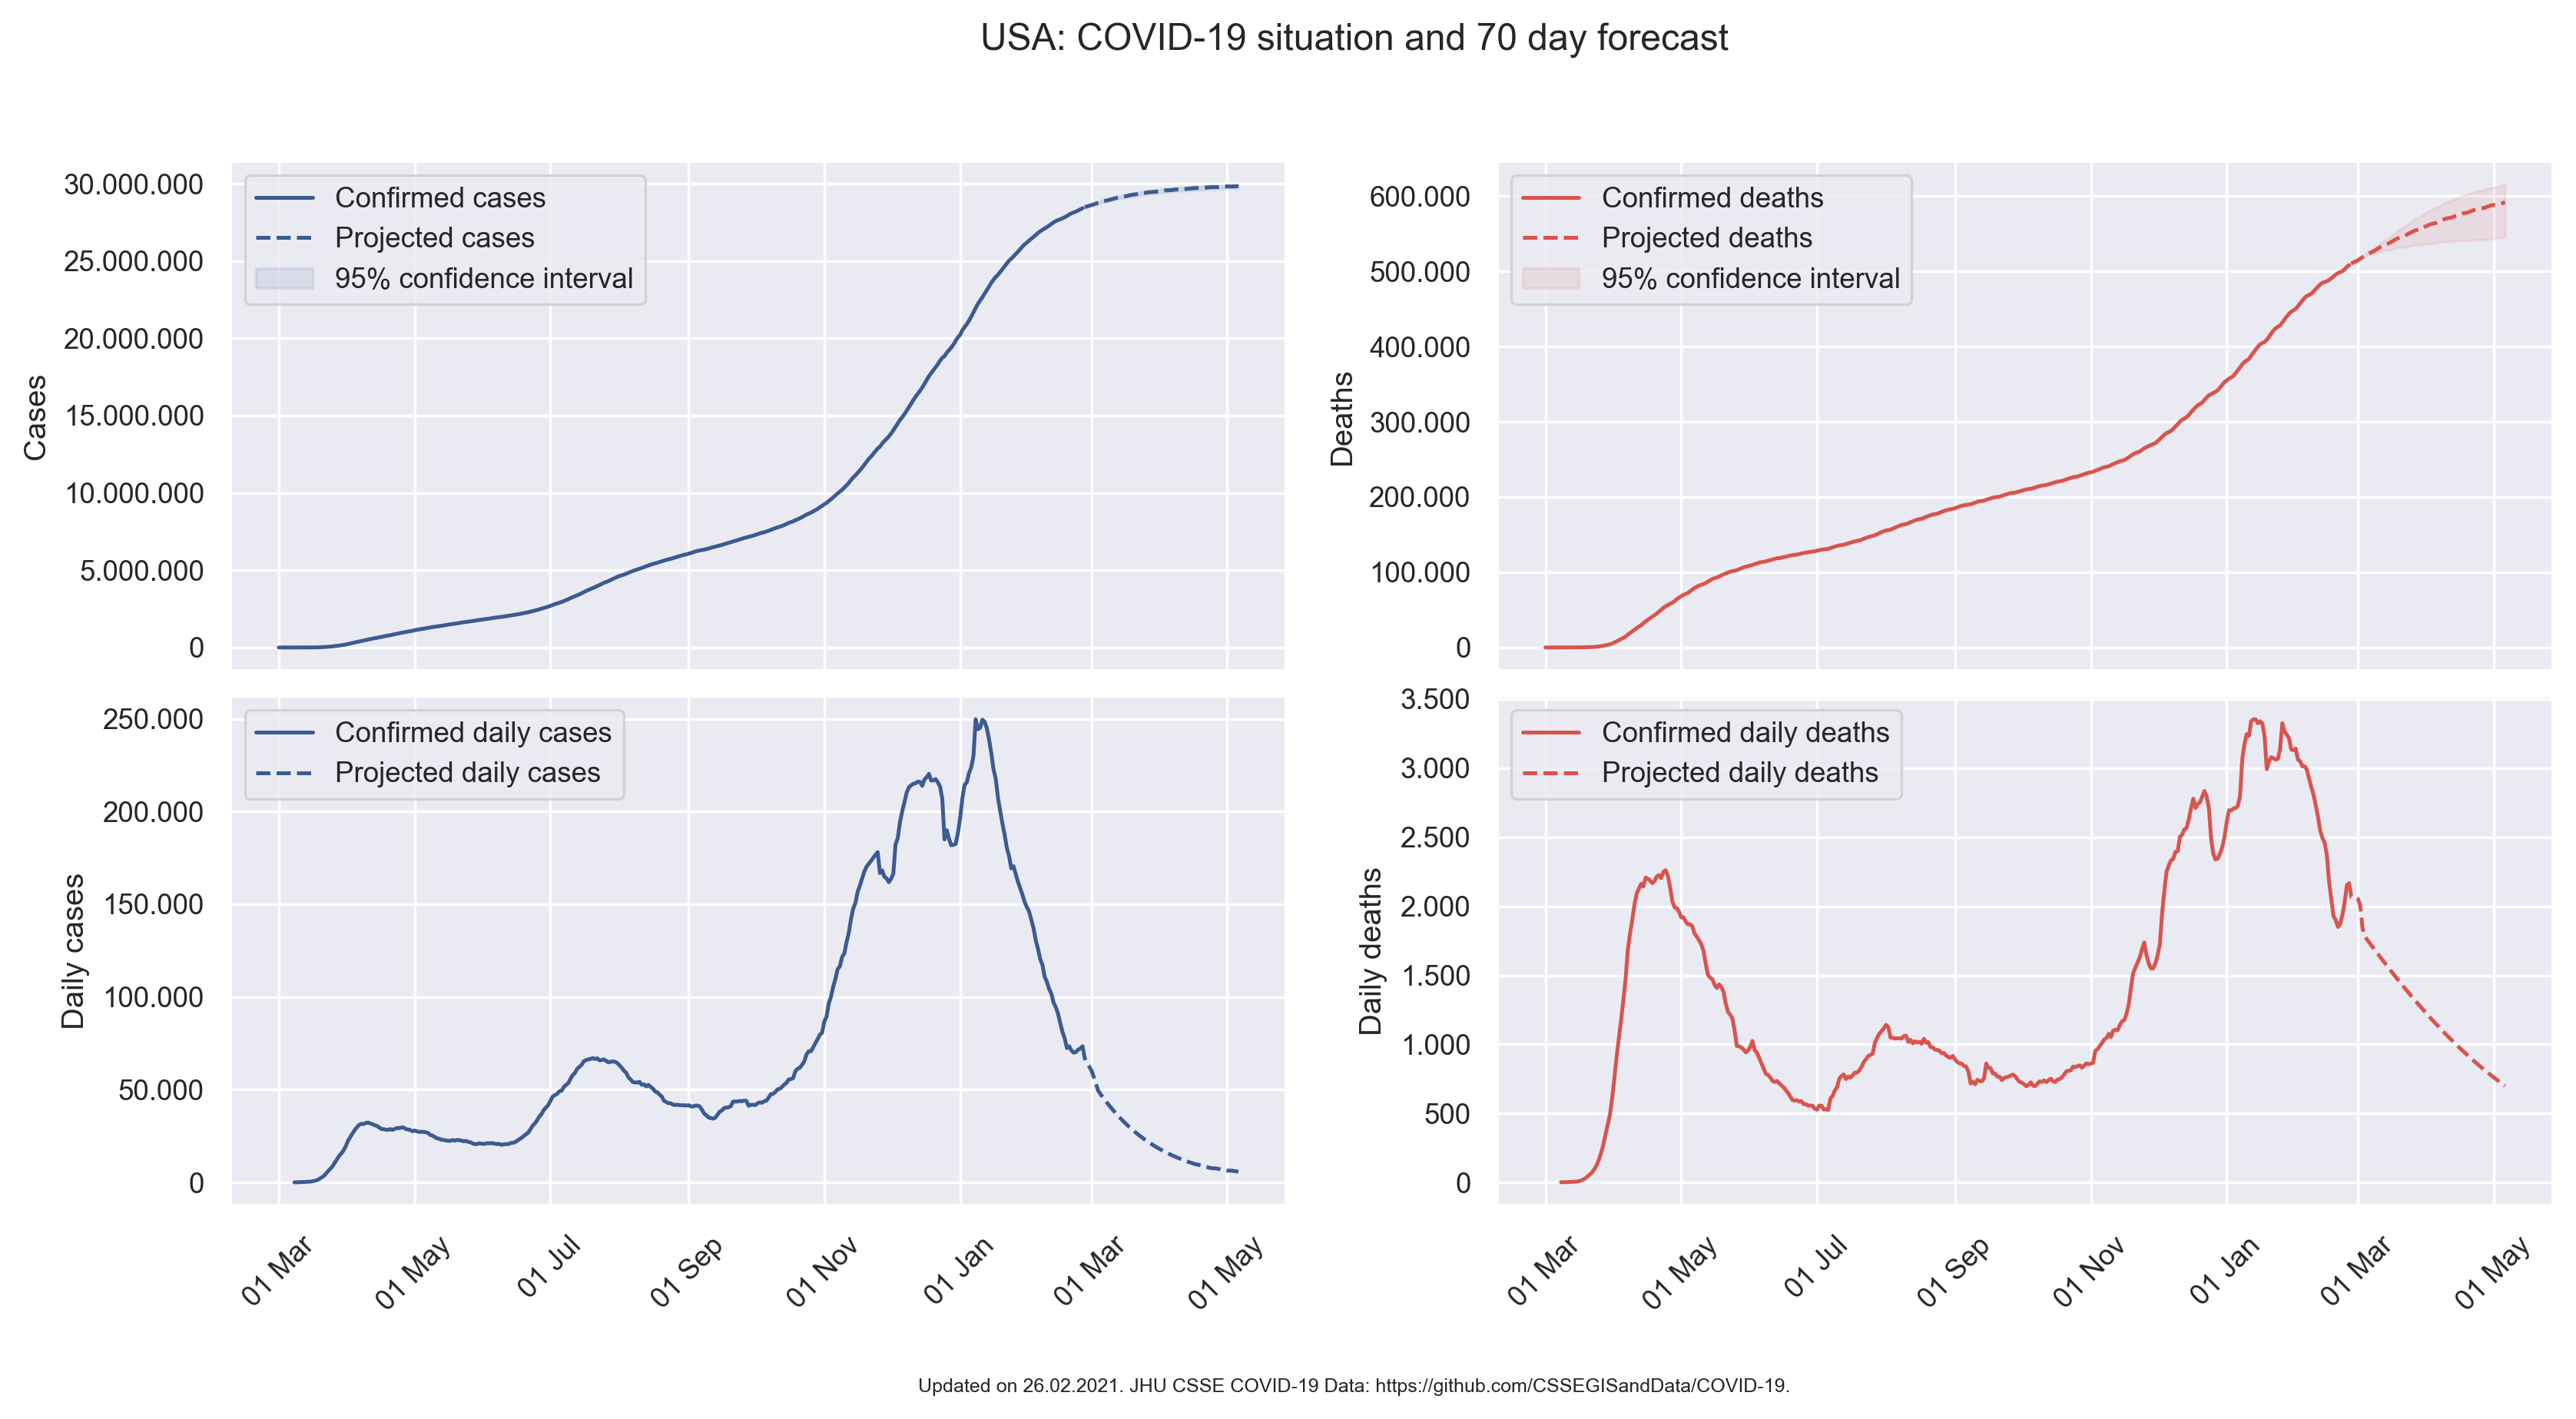 USA: COVID-19 situation and 70 day forecast
30.000.000
25.000.000
20.000.000
15.000.000
10.000.000
5.000.000
0
Cases
Confirmed cases
Projected cases
95% confidence interval
600.000
500.000
400.000
300.000
200.000
100.000
0
Deaths
Confirmed deaths
Projected deaths
95% confidence interval
250.000
200.000
150.000
100.000
50.000
0
Daily cases
Confirmed daily cases
Projected daily cases
01 Mar
01 May
01 Jul
01 Sep
01 Nov
01 Jan
01 Mar
01 May
3.500
3.000
2.500
2.000
1.500
1.000
500
0
Daily deaths
Confirmed daily deaths
Projected daily deaths
01 Mar
01 May
01 Jul
01 Sep
01 Nov
01 Jan
01 Mar
01 May
Updated on 26.02.2021. JHU CSSE COVID-19 Data: https://github.com/CSSEGISandData/COVID-19.